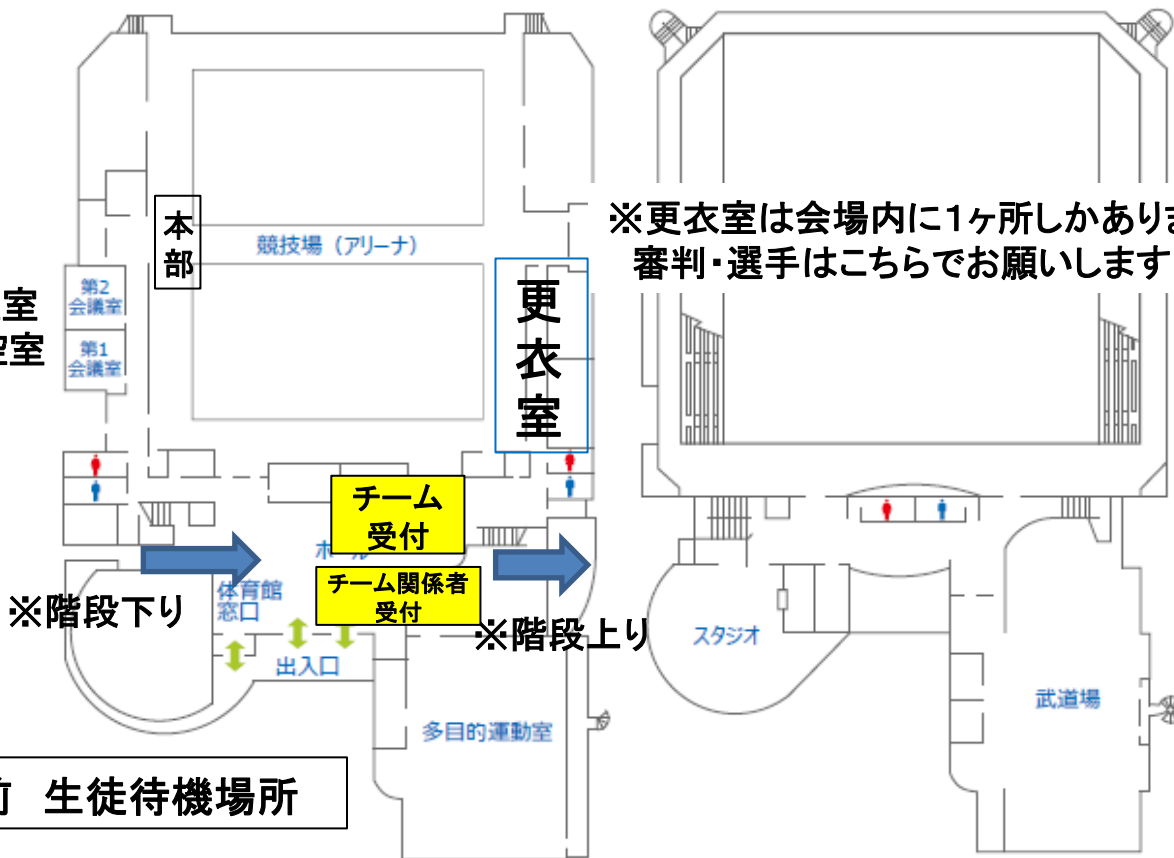 本部
競技場（アリーナ）
※更衣室は会場内に1ヶ所しかありま
審判・選手はこちらでお願いします
第2
会議室
室
第1
会議室
室
更衣室
チーム
受付
チーム関係者
受付
体育館
窓口
※階段下り
※階段上り
出入口
多目的運動室
スタジオ
武道場
前 生徒待機場所